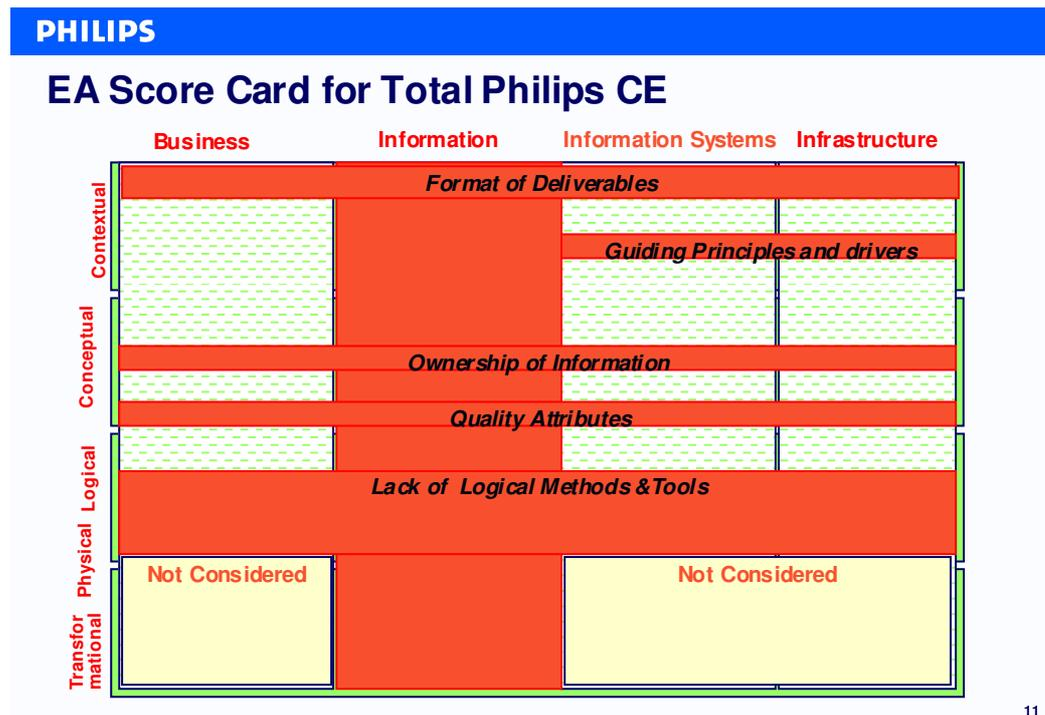 PHILIPS
EA Score Card for Total Philips CE
Business Information Information Systems Infrastructure
Contextual
Format of Deliverables
Guiding Principles and drivers
Conceptual
Ownership of Information
Quality Attributes
Logical
Lack of Logical Methods &Tools
Physical
Not Considered Not Considered
Transfor
mational
11